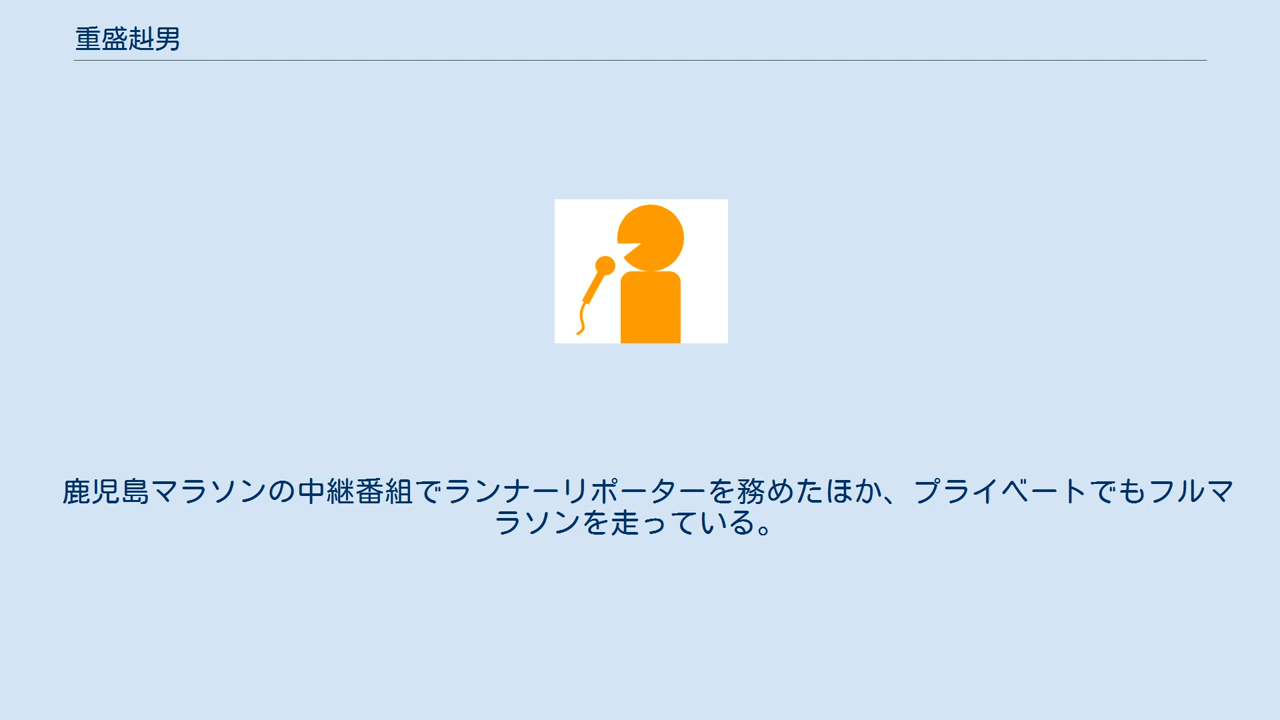 重盛赳男
鹿児島マラソンの中継番組でランナーリポーターを務めたほか、プライベートでもフルマ
ラソンを走っている。